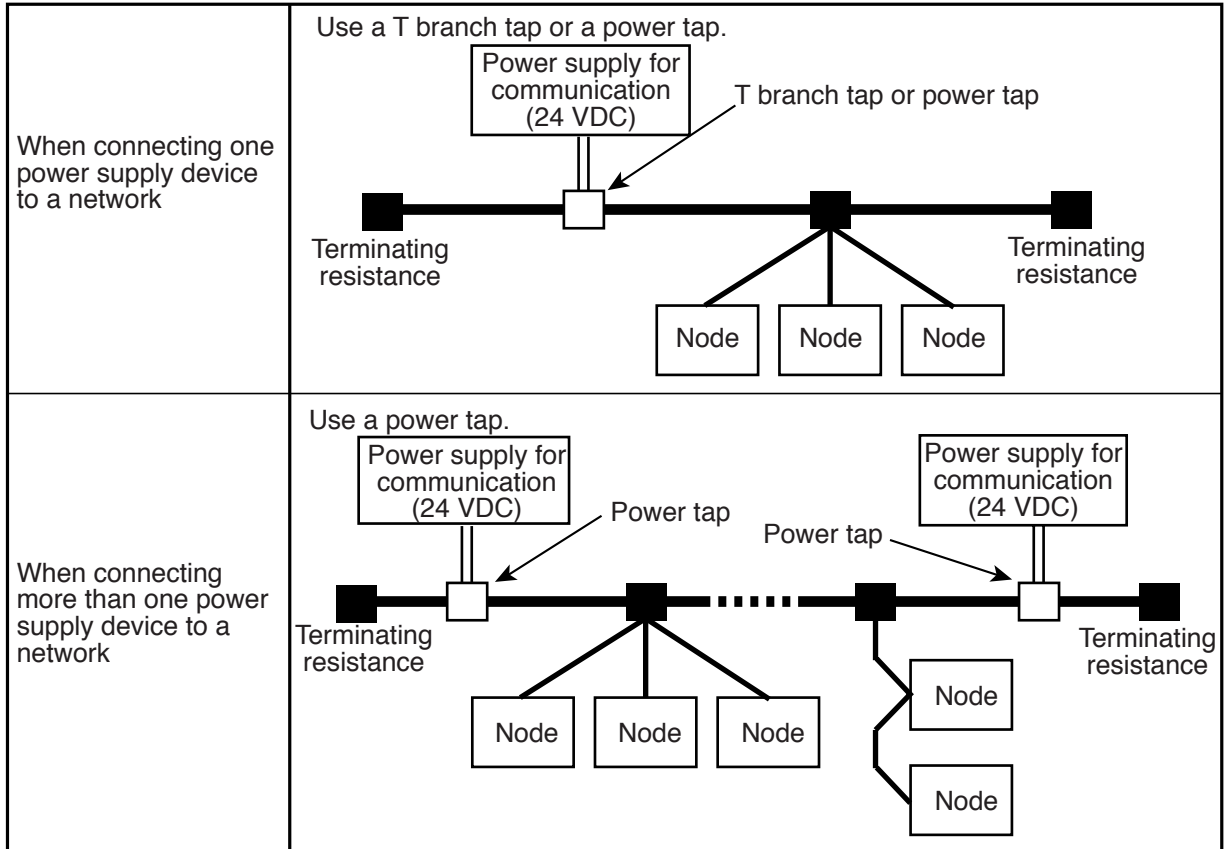 When connecting one
power supply device
to a network
Use a T branch tap or a power tap.
Power supply for
communication
(24 VDC)
T branch tap or power tap
Terminating
resistance
Terminating
resistance
Node
Node
Node
When connecting
more than one power
supply device to a
network
Use a power tap.
Power supply for
communication
(24 VDC)
Power tap
Power tap
Power supply for
communication
(24 VDC)
Terminating
resistance
Terminating
resistance
Node
Node
Node
Node
Node